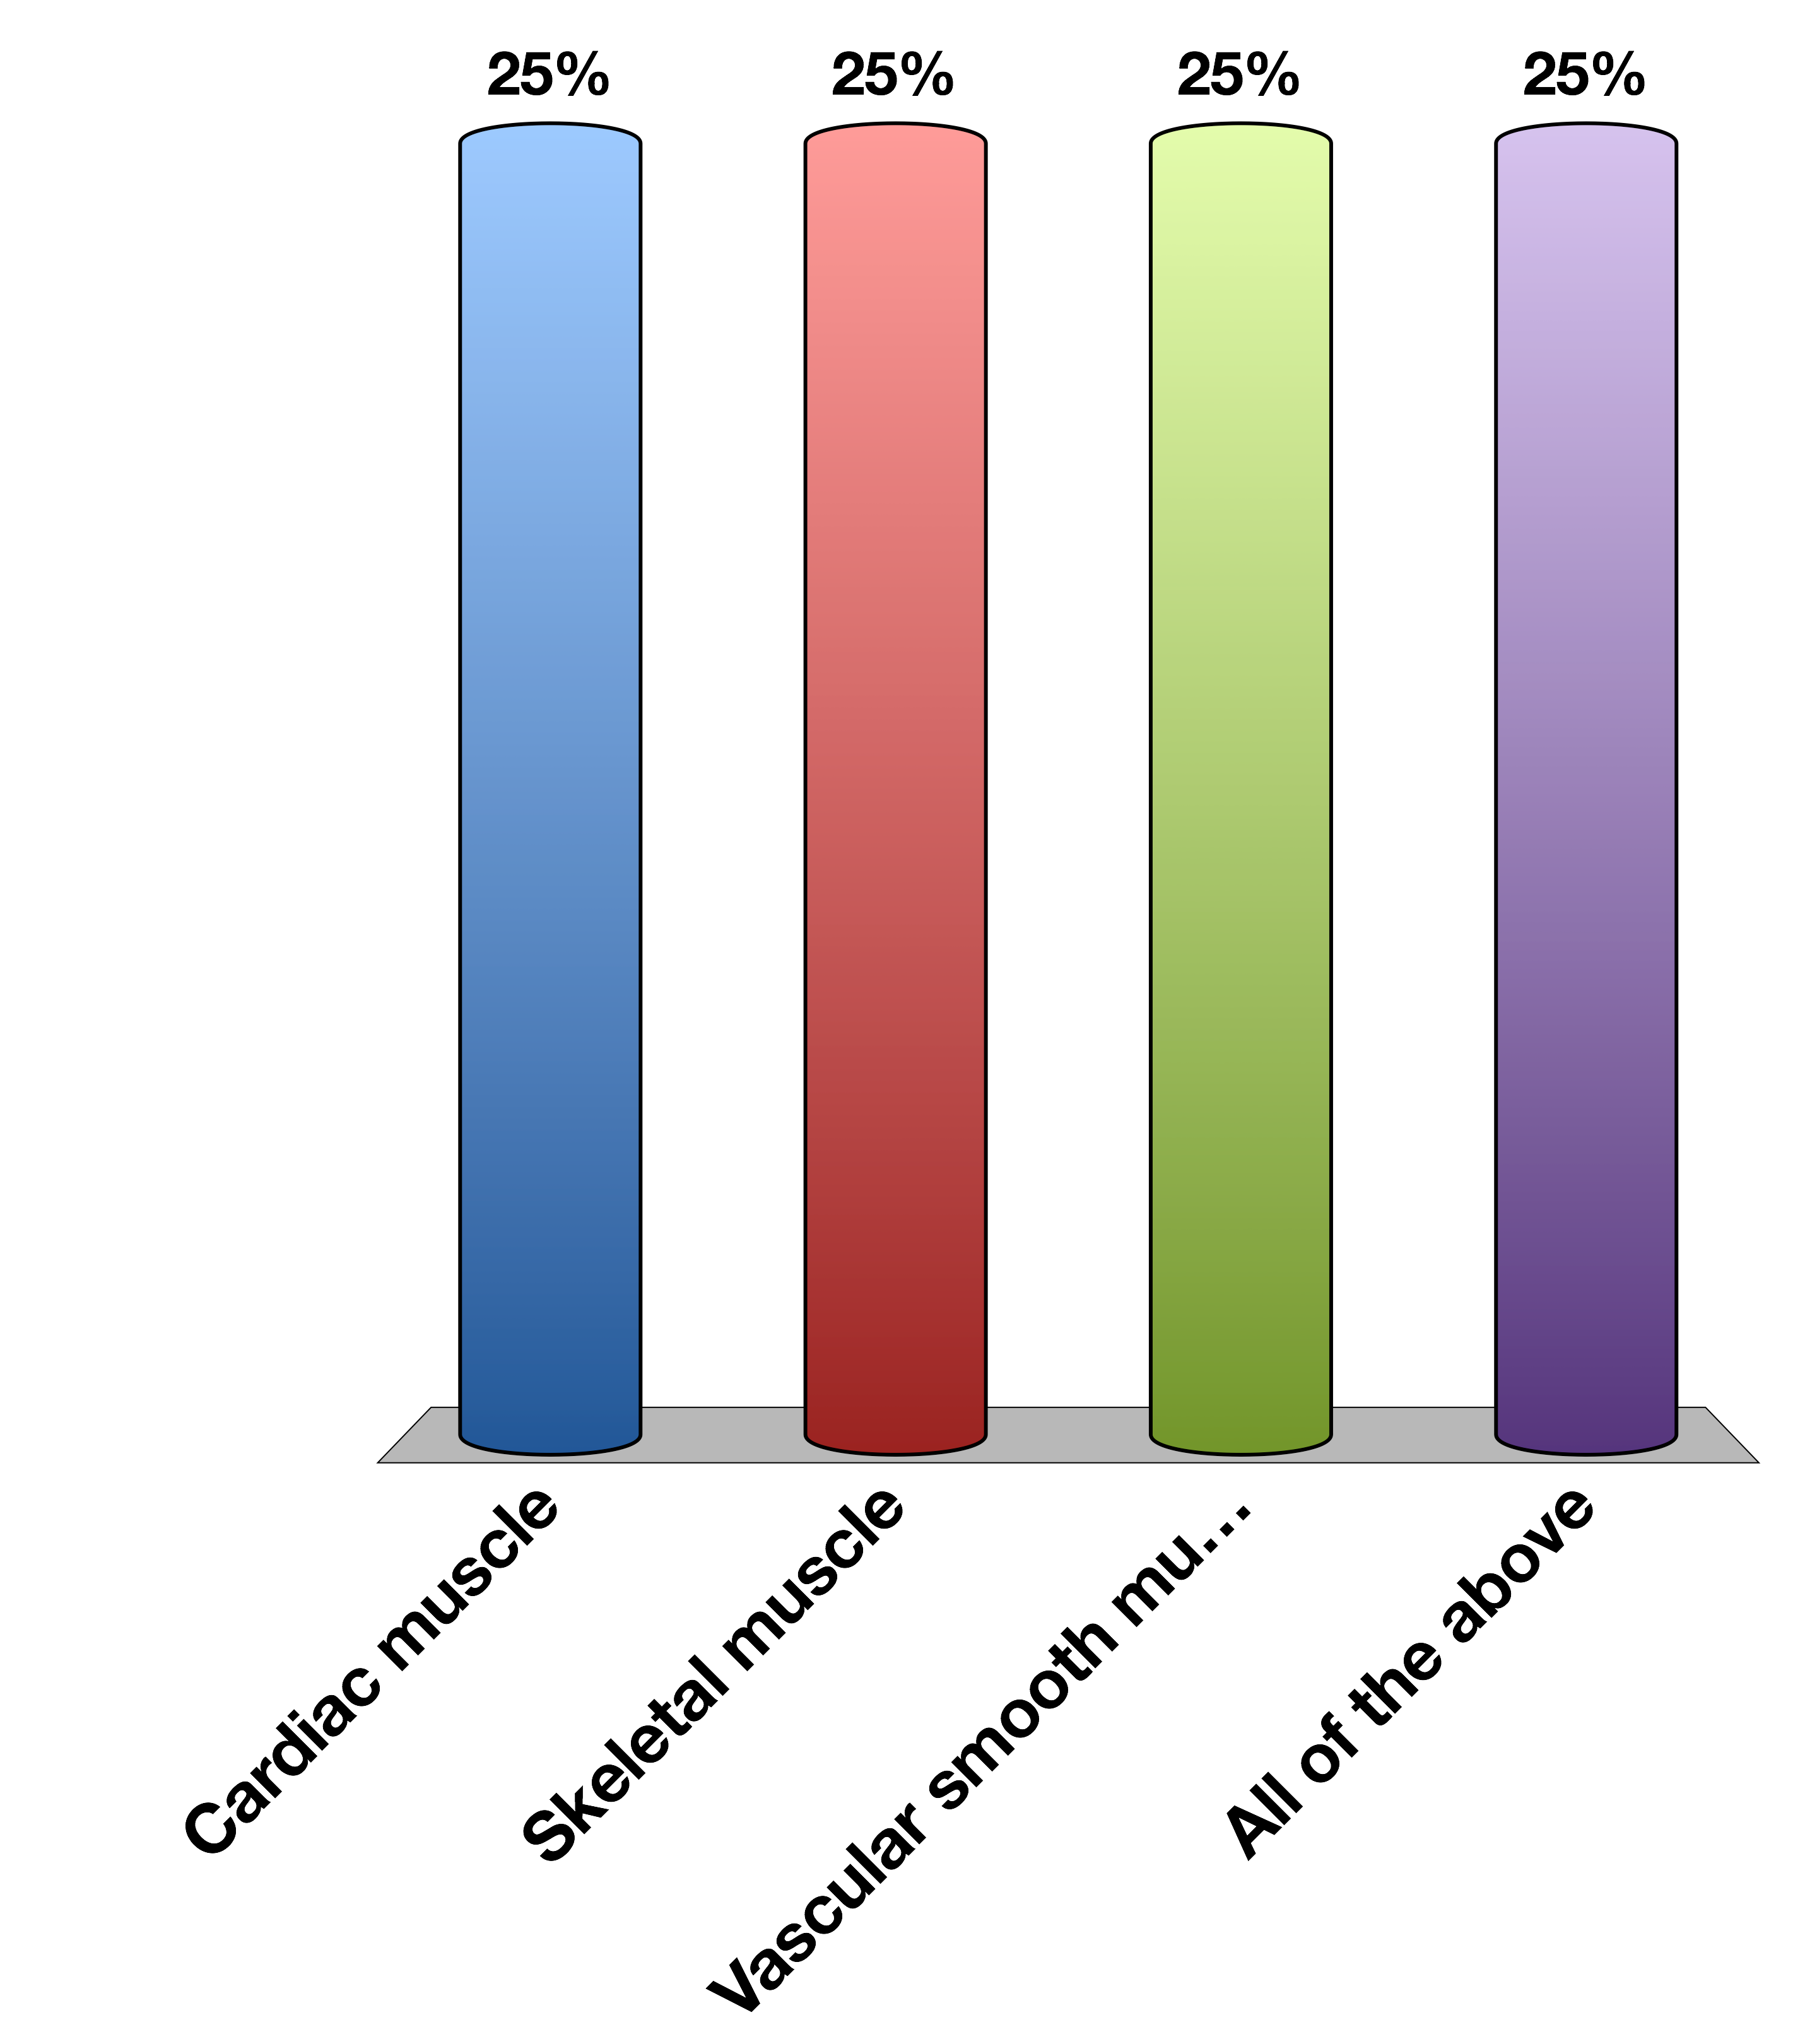 25% 25% 25% 25%
Cardiac muscle
Skeletal muscle
Vascular smooth mu...
All of the above